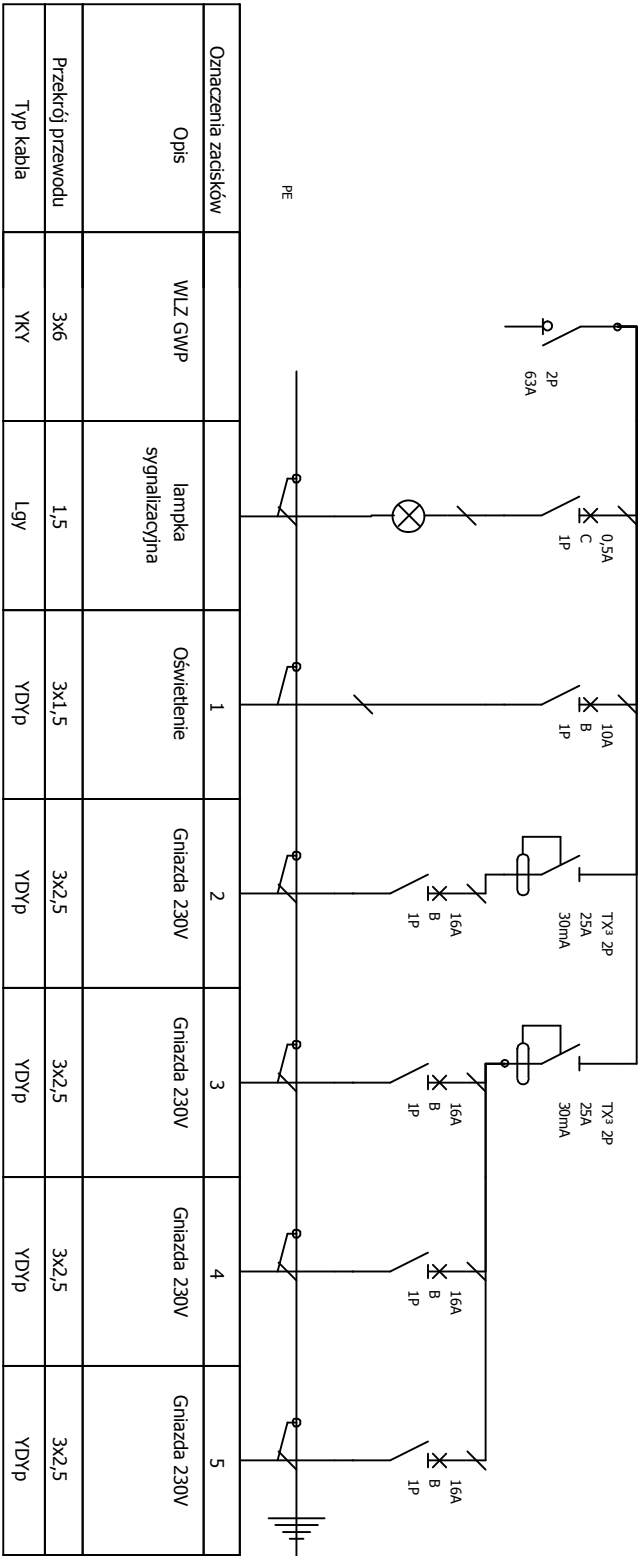 2P
63A
0,5A
C
1P
10A
B
1P
TX³ 2P
25A
30mA
TX³ 2P
25A
30mA
16A
B
1P
16A
B
1P
16A
B
1P
16A
B
1P
PE
Oznaczenia zacisków 1 2 3 4 5
Opis WLZ GWP lampka Oświetlenie Gniazda 230V Gniazda 230V Gniazda 230V Gniazda 230V
sygnalizacyjna
Przekrój przewodu 3x6 1,5 3x1,5 3x2,5 3x2,5 3x2,5 3x2,5
Typ kabla YKY Lgy YDYp YDYp YDYp YDYp YDYp